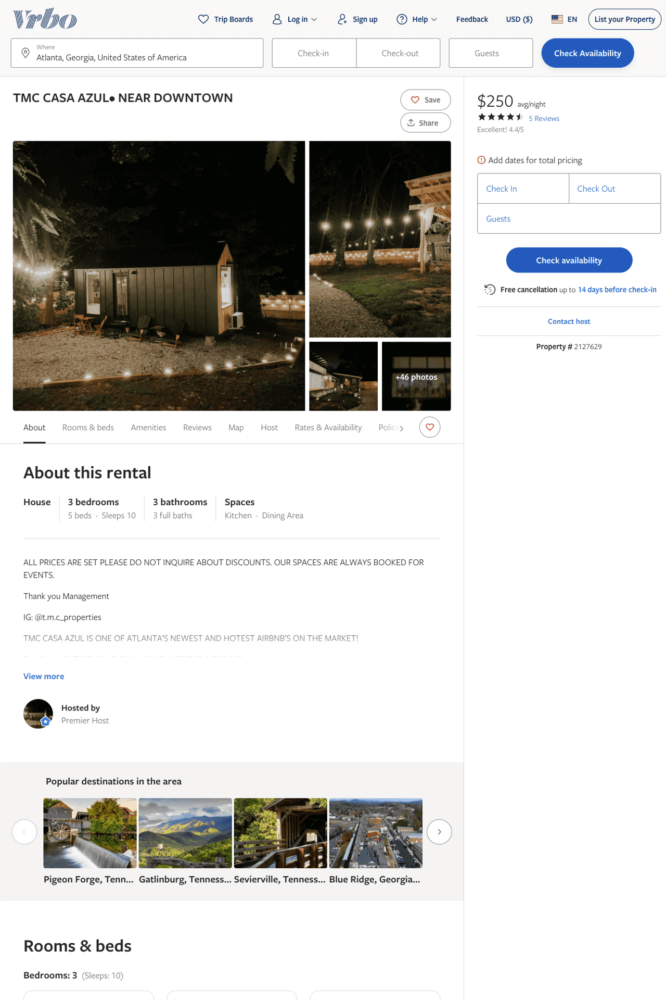 Vrbo
Trip Boards
Log in
Sign up
Help
Feedback
USD ($)
EN
List your Property
Where
Atlanta, Georgia, United States of America
Check-in
Check-out
Guests
Check Availability
TMC CASA AZUL● NEAR DOWNTOWN
Save
Share
+46 photos
$250 avg/night
5 Reviews
Excellent! 4.4/5
Add dates for total pricing
Check In
Check Out
Guests
Check availability
Free cancellation up to 14 days before check-in
Contact host
Property # 2127629
About
Rooms & beds
Amenities
Reviews
Map
Host
Rates & Availability
Polici
About this rental
House
3 bedrooms
5 beds · Sleeps 10
3 bathrooms
3 full baths
Spaces
Kitchen · Dining Area
ALL PRICES ARE SET PLEASE DO NOT INQUIRE ABOUT DISCOUNTS. OUR SPACES ARE ALWAYS BOOKED FOR
EVENTS.
Thank you Management
IG: @t.m.c_properties
TMC CASA AZUL IS ONE OF ATLANTA'S NEWEST AND HOTEST AIRBNB'S ON THE MARKET!
View more
Hosted by
Premier Host
Popular destinations in the area
Pigeon Forge, Tenn...
Gatlinburg, Tenness...
Sevierville, Tenness...
Blue Ridge, Georgia...
Rooms & beds
Bedrooms: 3 (Sleeps: 10)